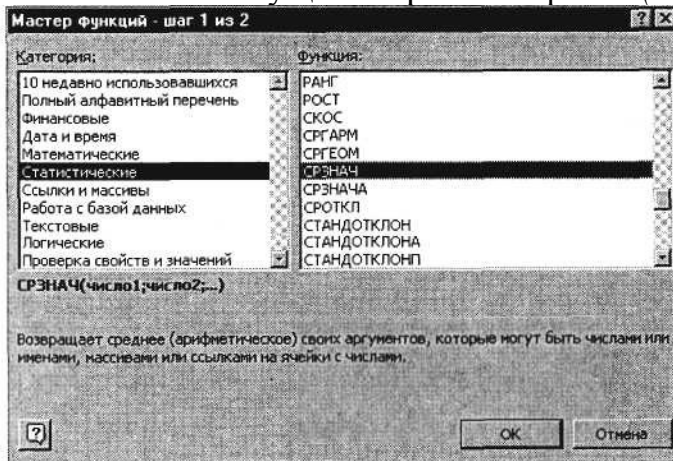 Мастер функций - шаг 1 из 2
Категория:
10 недавно использовавшихся
Полный алфавитный перечень
Финансовые
Дата и время
Математические
Статистические
Ссылки и массивы
Работа с базой данных
Текстовые
Логические
Проверка свойств и значений
Функция:
РАНГ
РОСТ
СКОС
СРГАРМ
СРГЕОМ
СРЗНАЧ
СРЗНАЧА
СРОТКЛ
СТАНДОТКЛОН
СТАНДОТКЛОНА
СТАНДОТКЛОНП
СРЗНАЧ(число1;число2;...)
Возвращает среднее (арифметическое) своих аргументов, которые могут быть числами или
именами, массивами или ссылками на ячейки с числами.
ОК
Отмена